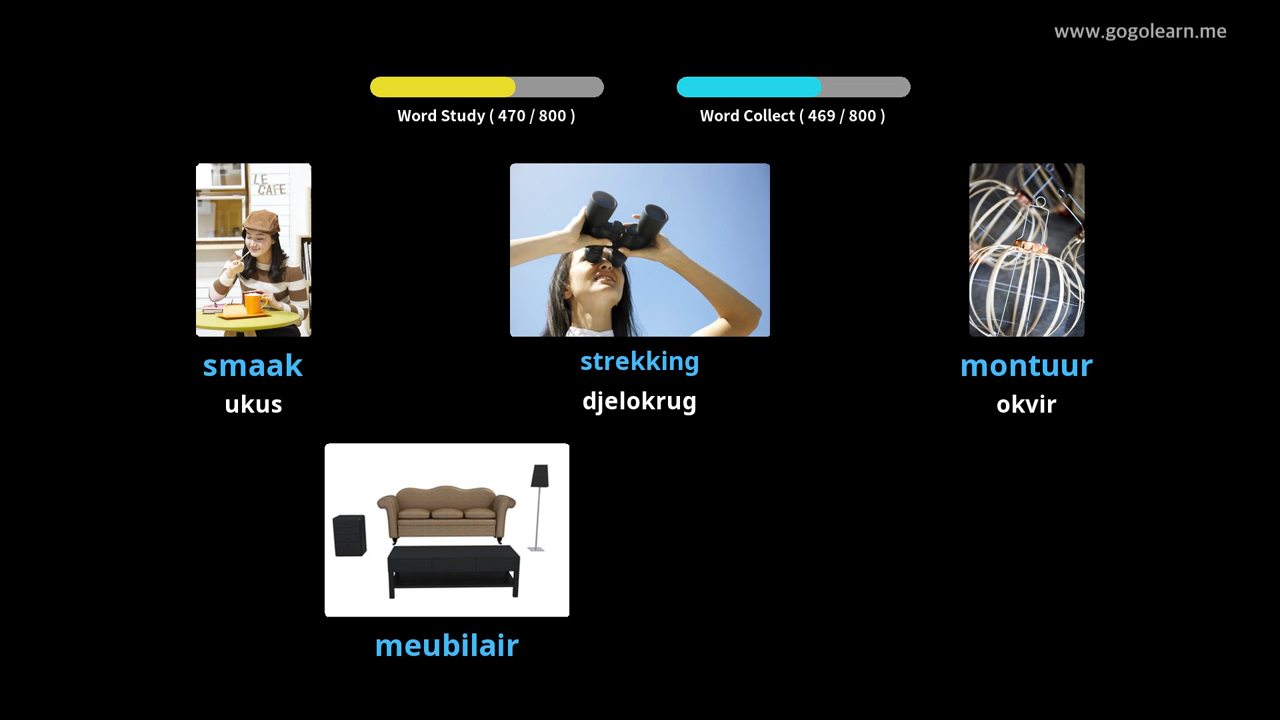 www.gogolearn.me
Word Study ( 470 / 800 )
Word Collect ( 469 / 800 )
LE
CAFE
smaak
ukus
strekking
djelokrug
montuur
okvir
meubilair